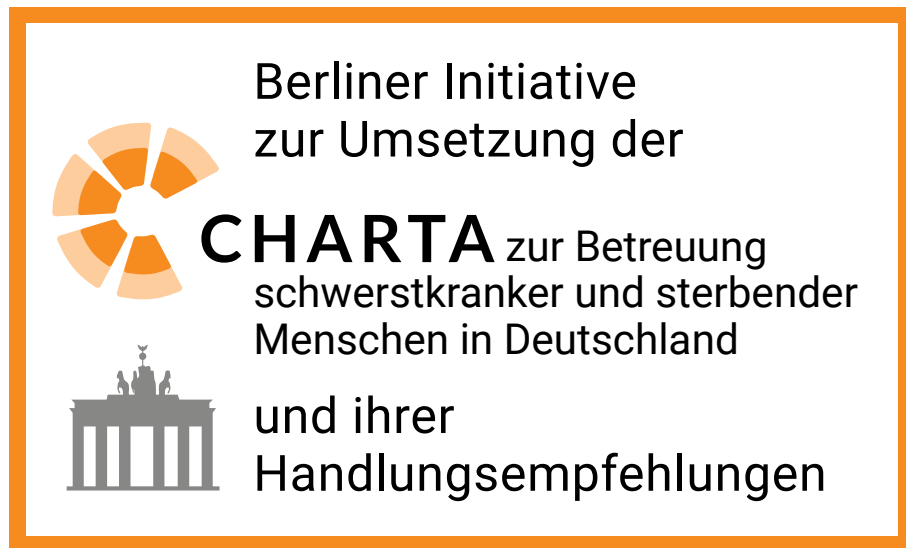 Berliner Initiative
zur Umsetzung der
CHARTA zur Betreuung
schwerstkranker und sterbender
Menschen in Deutschland
und ihrer
Handlungsempfehlungen